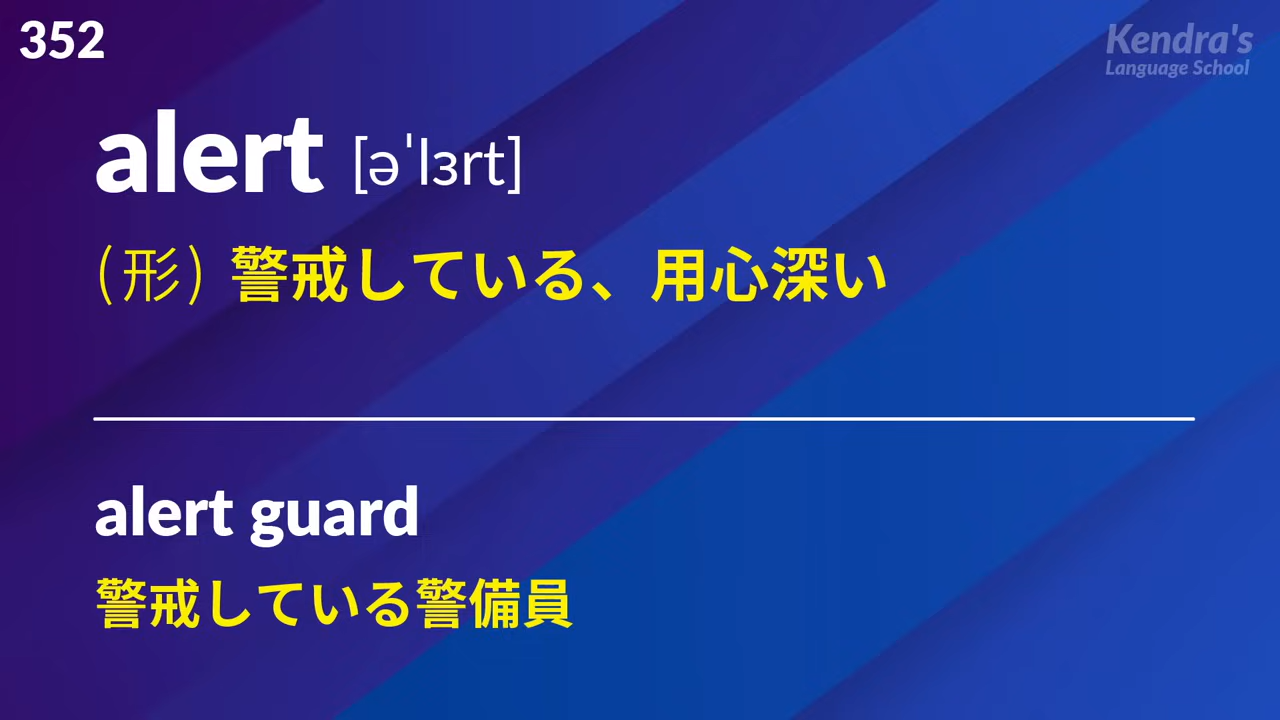 352
Kendra's
Language School
alert [əˈlɜrt]
(形) 警戒している、用心深い
alert guard
警戒している警備員